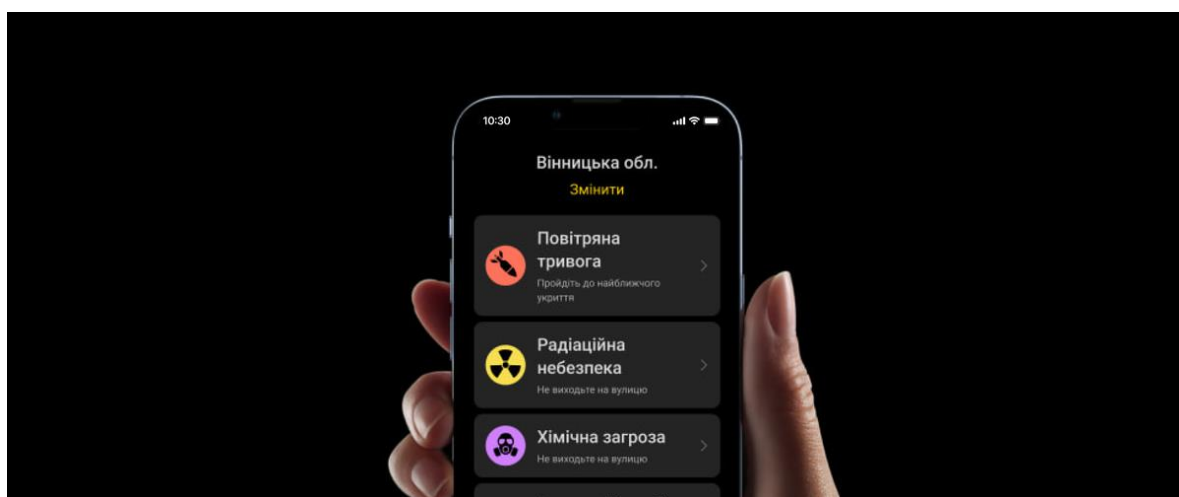 10:30
Вінницька обл.
Змінити
Повітряна
тривога
Пройдіть до найближчого
укриття
Радіаційна
небезпека
Не виходьте на вулицю
Хімічна загроза
Не виходьте на вулицю